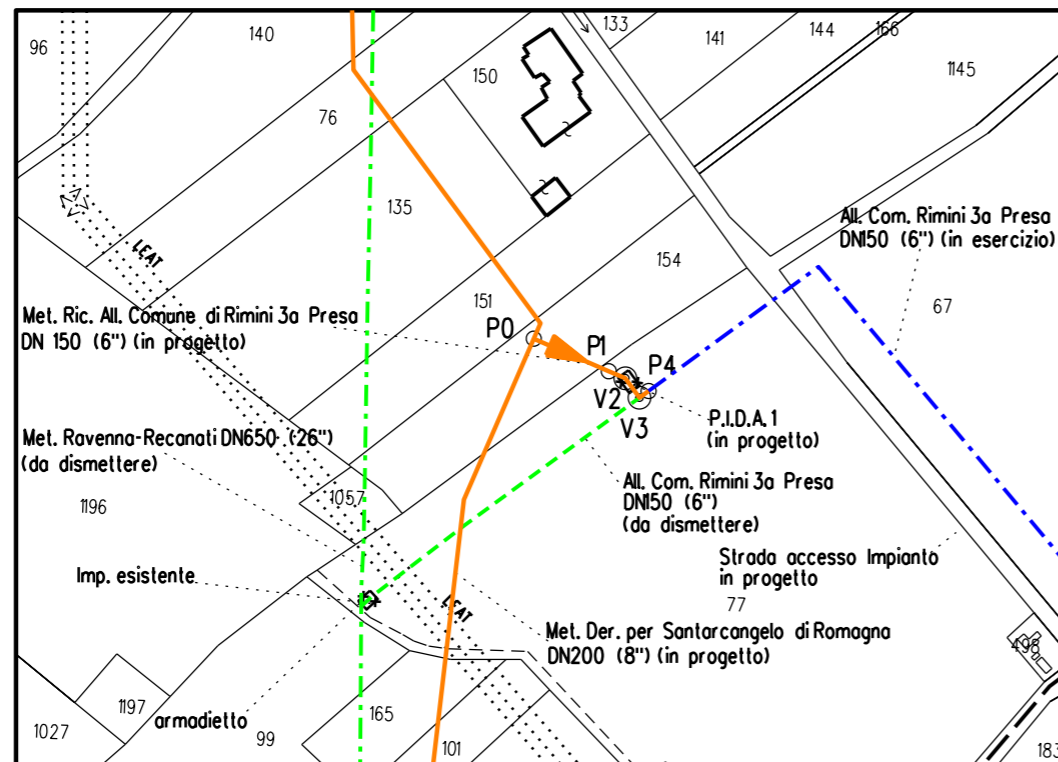 96
140
133
141
144
166
1145
150
76
135
LEAT
All. Com. Rimini 3a Presa
DN150 (6") (in esercizio)
154
151
67
Met. Ric. All. Comune di Rimini 3a Presa
DN 150 (6") (in progetto)
P0
P1
P4
V2
V3
P.I.D.A. 1
(in progetto)
Met. Ravenna-Recanati DN650 (26")
(da dismettere)
All. Com. Rimini 3a Presa
DN150 (6")
(da dismettere)
1057
1196
Strada accesso Impianto
in progetto
77
Imp. esistente
LEAT
Met. Der. per Santarcangelo di Romagna
DN200 (8") (in progetto)
498
1197
armadietto
165
1027
99
101
183